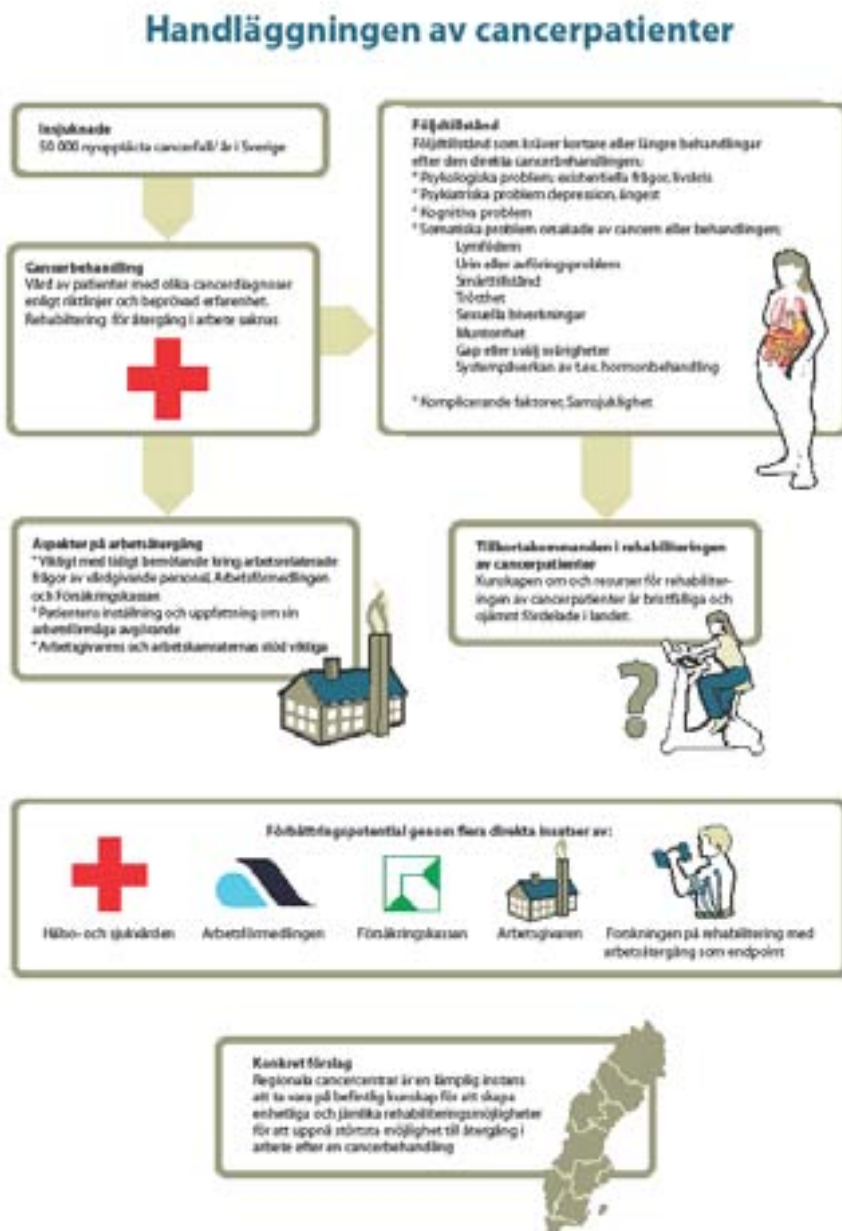 Handläggningen av cancerpatienter
Insjuknade
50 000 nyupptäckta cancerfall/ år i Sverige
Cancerbehandling
Vård av patienter med olika cancerdiagnoser
enligt riktlinjer och beprövad erfarenhet.
Rehabilitering för återgång i arbete saknas
Följdtillstånd
Följdtillstånd som kräver kortare eller längre behandlingar
efter den direkta cancerbehandlingen:
* Psykologiska problem; existentiella frågor, livskris
* Psykiatriska problem depression, ångest
* Kognitiva problem
* Somatiska problem orsakade av cancern eller behandlingen;
Lymfödem
Urin eller avföringsproblem
Smärttillstånd
Trötthet
Sexuella biverkningar
Muntorrhet
Gap eller svälj svårigheter
Systempåverkan av t.ex. hormonbehandling
* Komplicerande faktorer, Samsjuklighet
Aspekter på arbetsåtergång
* Viktigt med tidigt bemötande kring arbetsrelaterade
frågor av vårdgivande personal, Arbetsförmedlingen
och Försäkringskassan
* Patientens inställning och uppfattning om sin
arbetsförmåga avgörande
* Arbetsgivarens och arbetskamraternas stöd viktiga
Tillkortakommanden i rehabiliteringen
av cancerpatienter
Kunskapen om och resurser för rehabiliter-
ingen av cancerpatienter är bristfälliga och
ojämnt fördelade i landet.
?
Förbättringspotential genom flera direkta insatser av:
Hälso- och sjukvården
Arbetsförmedlingen
Försäkringskassan
Arbetsgivaren
Forskningen på rehabilitering med
arbetsåtergång som endpoint
Konkret förslag
Regionala cancercentrar är en lämplig instans
att ta vara på befintlig kunskap för att skapa
enhetliga och jämlika rehabiliteringsmöjligheter
för att uppnå största möjlighet till återgång i
arbete efter en cancerbehandling